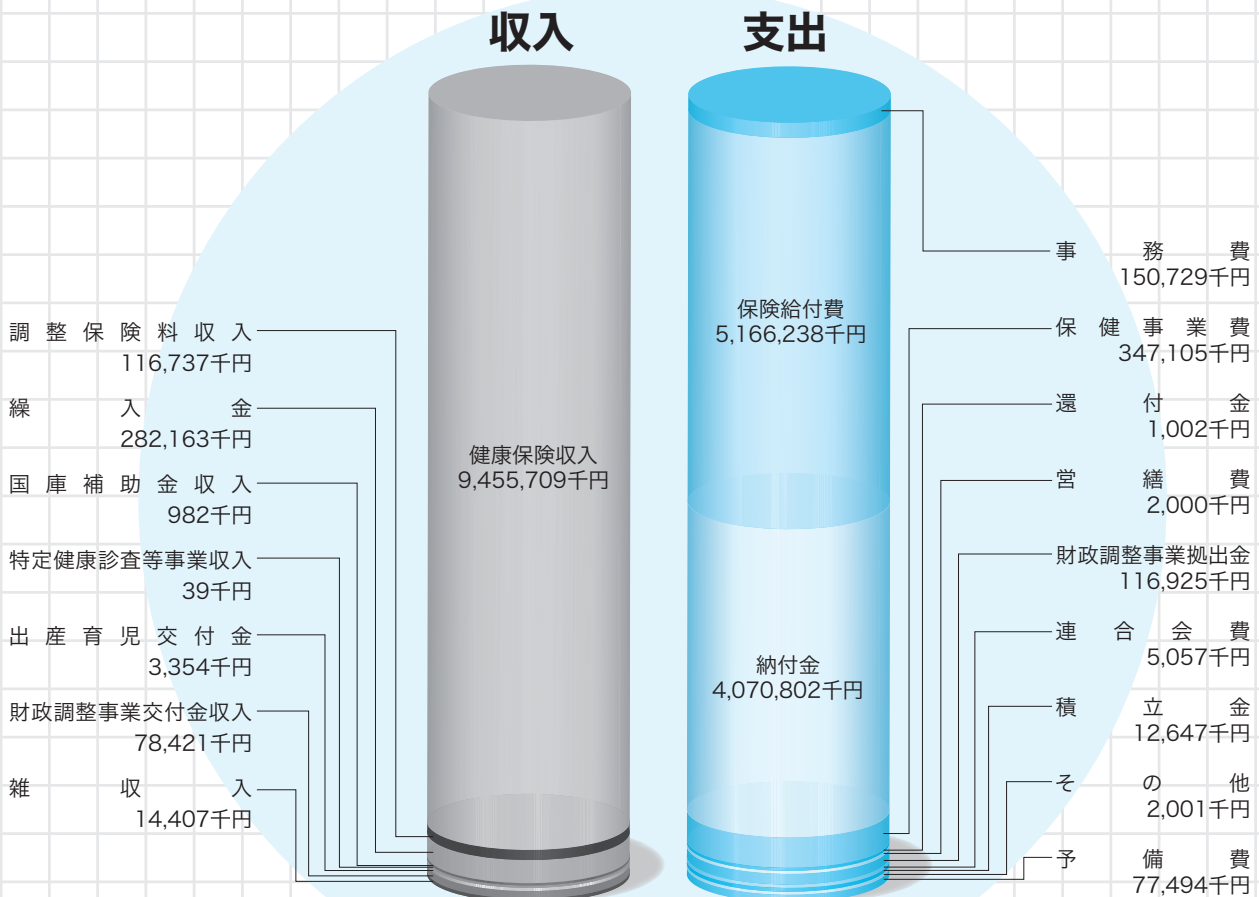 収入
健康保険収入
9,455,709千円
調整保険料収入
116,737千円
繰入金
282,163千円
国庫補助金収入
982千円
特定健康診査等事業収入
39千円
出産育児交付金
3,354千円
財政調整事業交付金収入
78,421千円
雑収入
14,407千円
支出
保険給付費
5,166,238千円
納付金
4,070,802千円
事務費
150,729千円
保健事業費
347,105千円
還付金
1,002千円
営繕費
2,000千円
財政調整事業拠出金
116,925千円
連合会費
5,057千円
積立金
12,647千円
その他
2,001千円
予備費
77,494千円